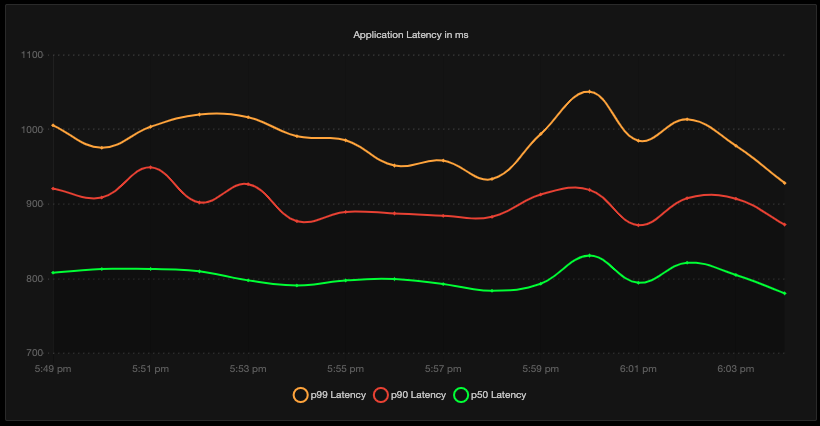 Application Latency in ms
1100
1000
900
800
700
5:49 pm 5:51 pm 5:53 pm 5:55 pm 5:57 pm 5:59 pm 6:01 pm 6:03 pm
p99 Latency p90 Latency p50 Latency